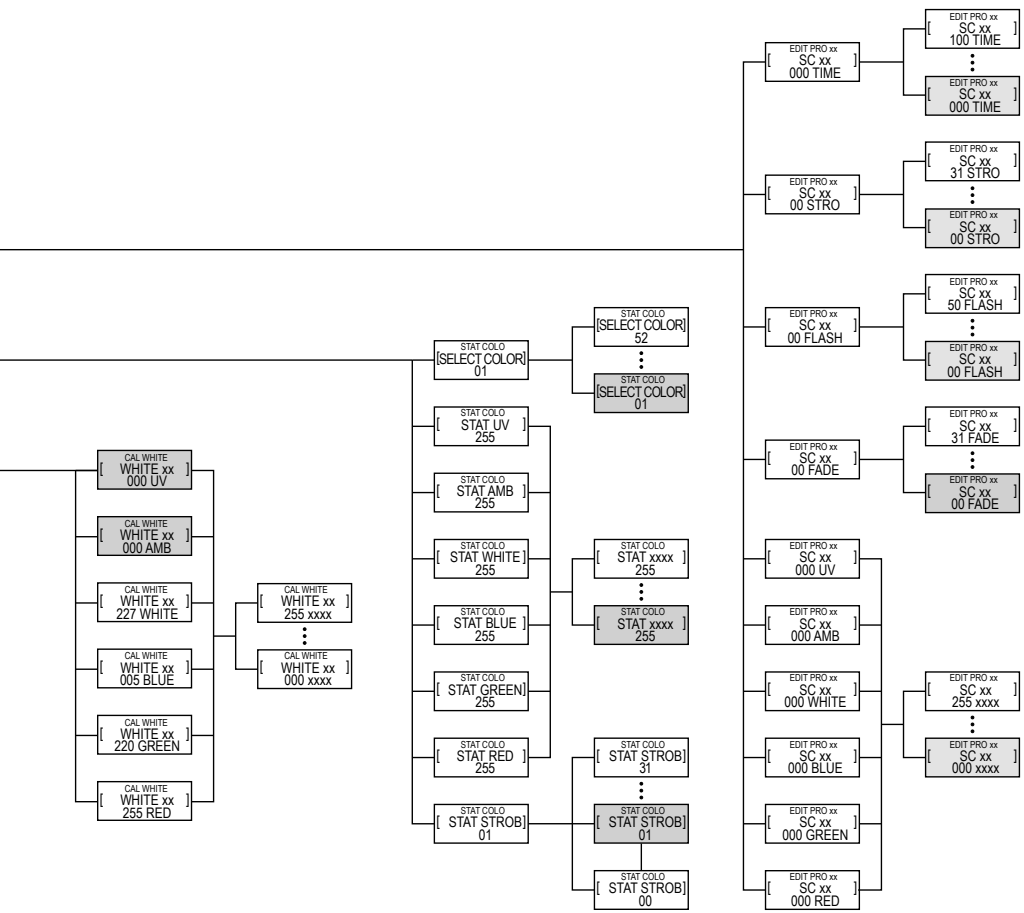 CAL WHITE
[ WHITE xx ]
000 UV
CAL WHITE
[ WHITE xx ]
000 AMB
CAL WHITE
[ WHITE xx ]
227 WHITE
CAL WHITE
[ WHITE xx ]
005 BLUE
CAL WHITE
[ WHITE xx ]
220 GREEN
CAL WHITE
[ WHITE xx ]
255 RED
CAL WHITE
[ WHITE xx ]
255 xxxx
CAL WHITE
[ WHITE xx ]
000 xxxx
STAT COLO
[SELECT COLOR]
01
STAT COLO
[ STAT UV ]
255
STAT COLO
[ STAT AMB ]
255
STAT COLO
[ STAT WHITE ]
255
STAT COLO
[ STAT BLUE ]
255
STAT COLO
[ STAT GREEN]
255
STAT COLO
[ STAT RED ]
255
STAT COLO
[ STAT STROB]
01
STAT COLO
[SELECT COLOR]
52
STAT COLO
[SELECT COLOR]
01
STAT COLO
[ STAT xxxx ]
255
STAT COLO
[ STAT xxxx ]
255
STAT COLO
[ STAT STROB]
31
STAT COLO
[ STAT STROB]
01
STAT COLO
[ STAT STROB]
00
EDIT PRO xx
[ SC xx ]
000 TIME
EDIT PRO xx
[ SC xx ]
00 STRO
EDIT PRO xx
[ SC xx ]
00 FLASH
EDIT PRO xx
[ SC xx ]
00 FADE
EDIT PRO xx
[ SC xx ]
000 UV
EDIT PRO xx
[ SC xx ]
000 AMB
EDIT PRO xx
[ SC xx ]
000 WHITE
EDIT PRO xx
[ SC xx ]
000 BLUE
EDIT PRO xx
[ SC xx ]
000 GREEN
EDIT PRO xx
[ SC xx ]
000 RED
EDIT PRO xx
[ SC xx ]
100 TIME
EDIT PRO xx
[ SC xx ]
000 TIME
EDIT PRO xx
[ SC xx ]
31 STRO
EDIT PRO xx
[ SC xx ]
00 STRO
EDIT PRO xx
[ SC xx ]
50 FLASH
EDIT PRO xx
[ SC xx ]
00 FLASH
EDIT PRO xx
[ SC xx ]
31 FADE
EDIT PRO xx
[ SC xx ]
00 FADE
EDIT PRO xx
[ SC xx ]
255 xxxx
EDIT PRO xx
[ SC xx ]
000 xxxx